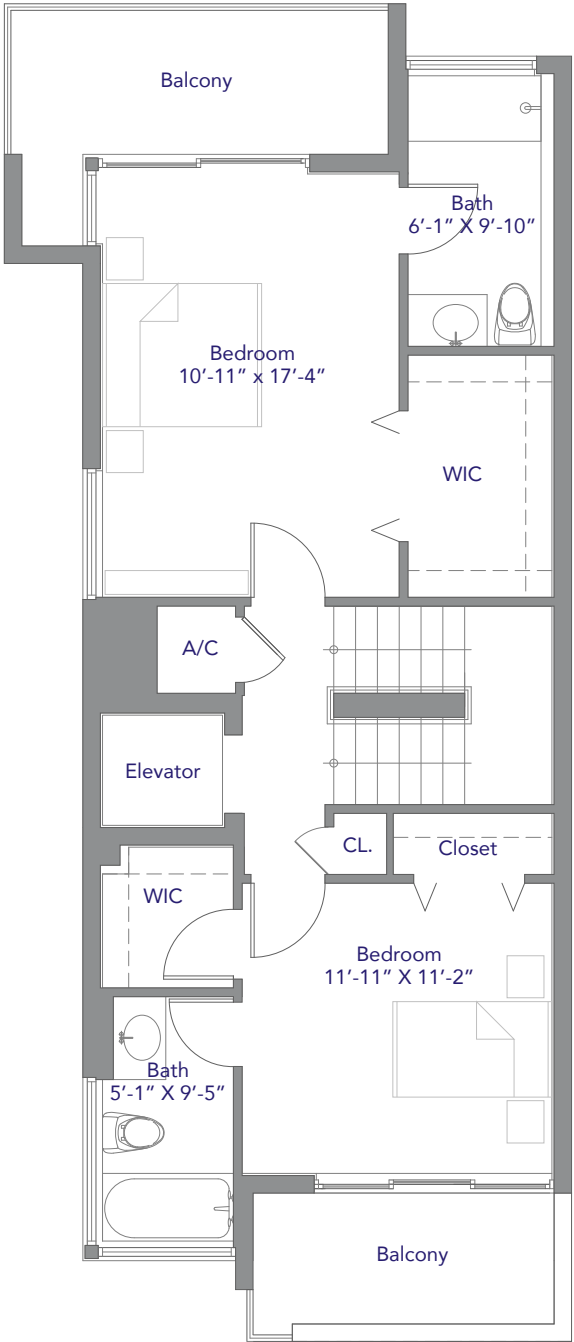 Balcony
Bath
6’-1” X 9’-10”
Bedroom
10’-11” x 17’-4”
WIC
A/C
Elevator
CL.
Closet
WIC
Bedroom
11’-11” X 11’-2”
Bath
5’-1” X 9’-5”
Balcony